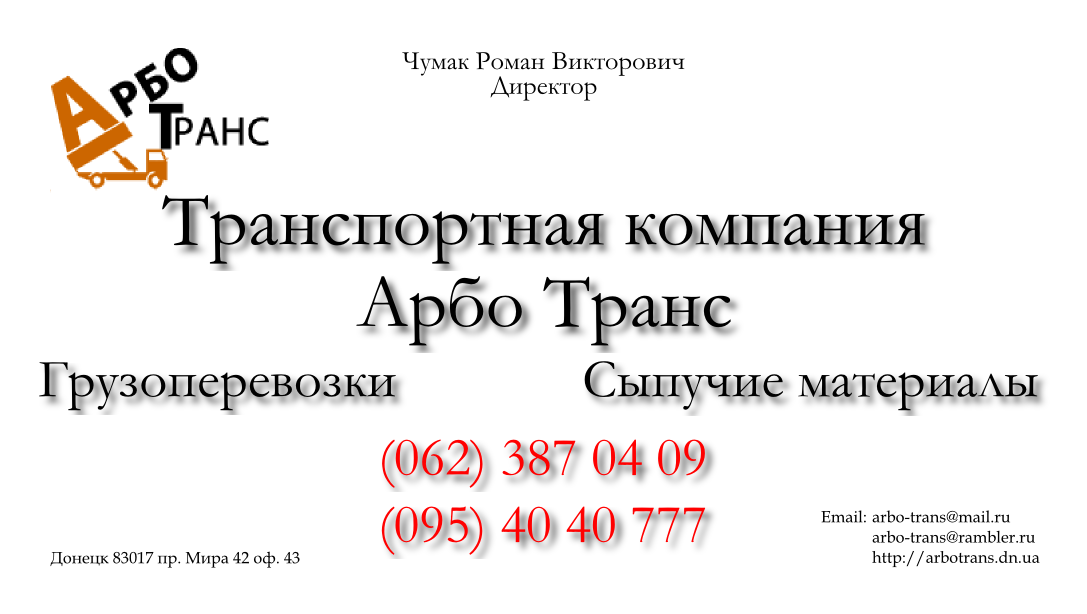 Арбо
Транс
Чумак Роман Викторович
Директор
Транспортная компания
Арбо Транс
Грузоперевозки
Сыпучие материалы
(062) 387 04 09
(095) 40 40 777
Донецк 83017 пр. Мира 42 оф. 43
Email: arbo-trans@mail.ru
arbo-trans@rambler.ru
http://arbotrans.dn.ua